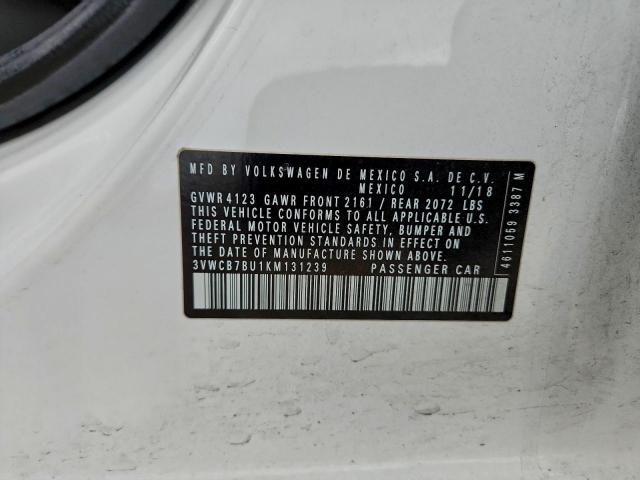 MFD BY VOLKSWAGEN DE MEXICO S.A. DE C.V.
MEXICO 11/18
GVWR 4123 GAWR FRONT 2161 / REAR 2072 LBS
THIS VEHICLE CONFORMS TO ALL APPLICABLE U.S.
FEDERAL MOTOR VEHICLE SAFETY, BUMPER AND
THEFT PREVENTION STANDARDS IN EFFECT ON
THE DATE OF MANUFACTURE SHOWN ABOVE
3VWCB7BU1KM131239 PASSENGER CAR
4611059 3387 M